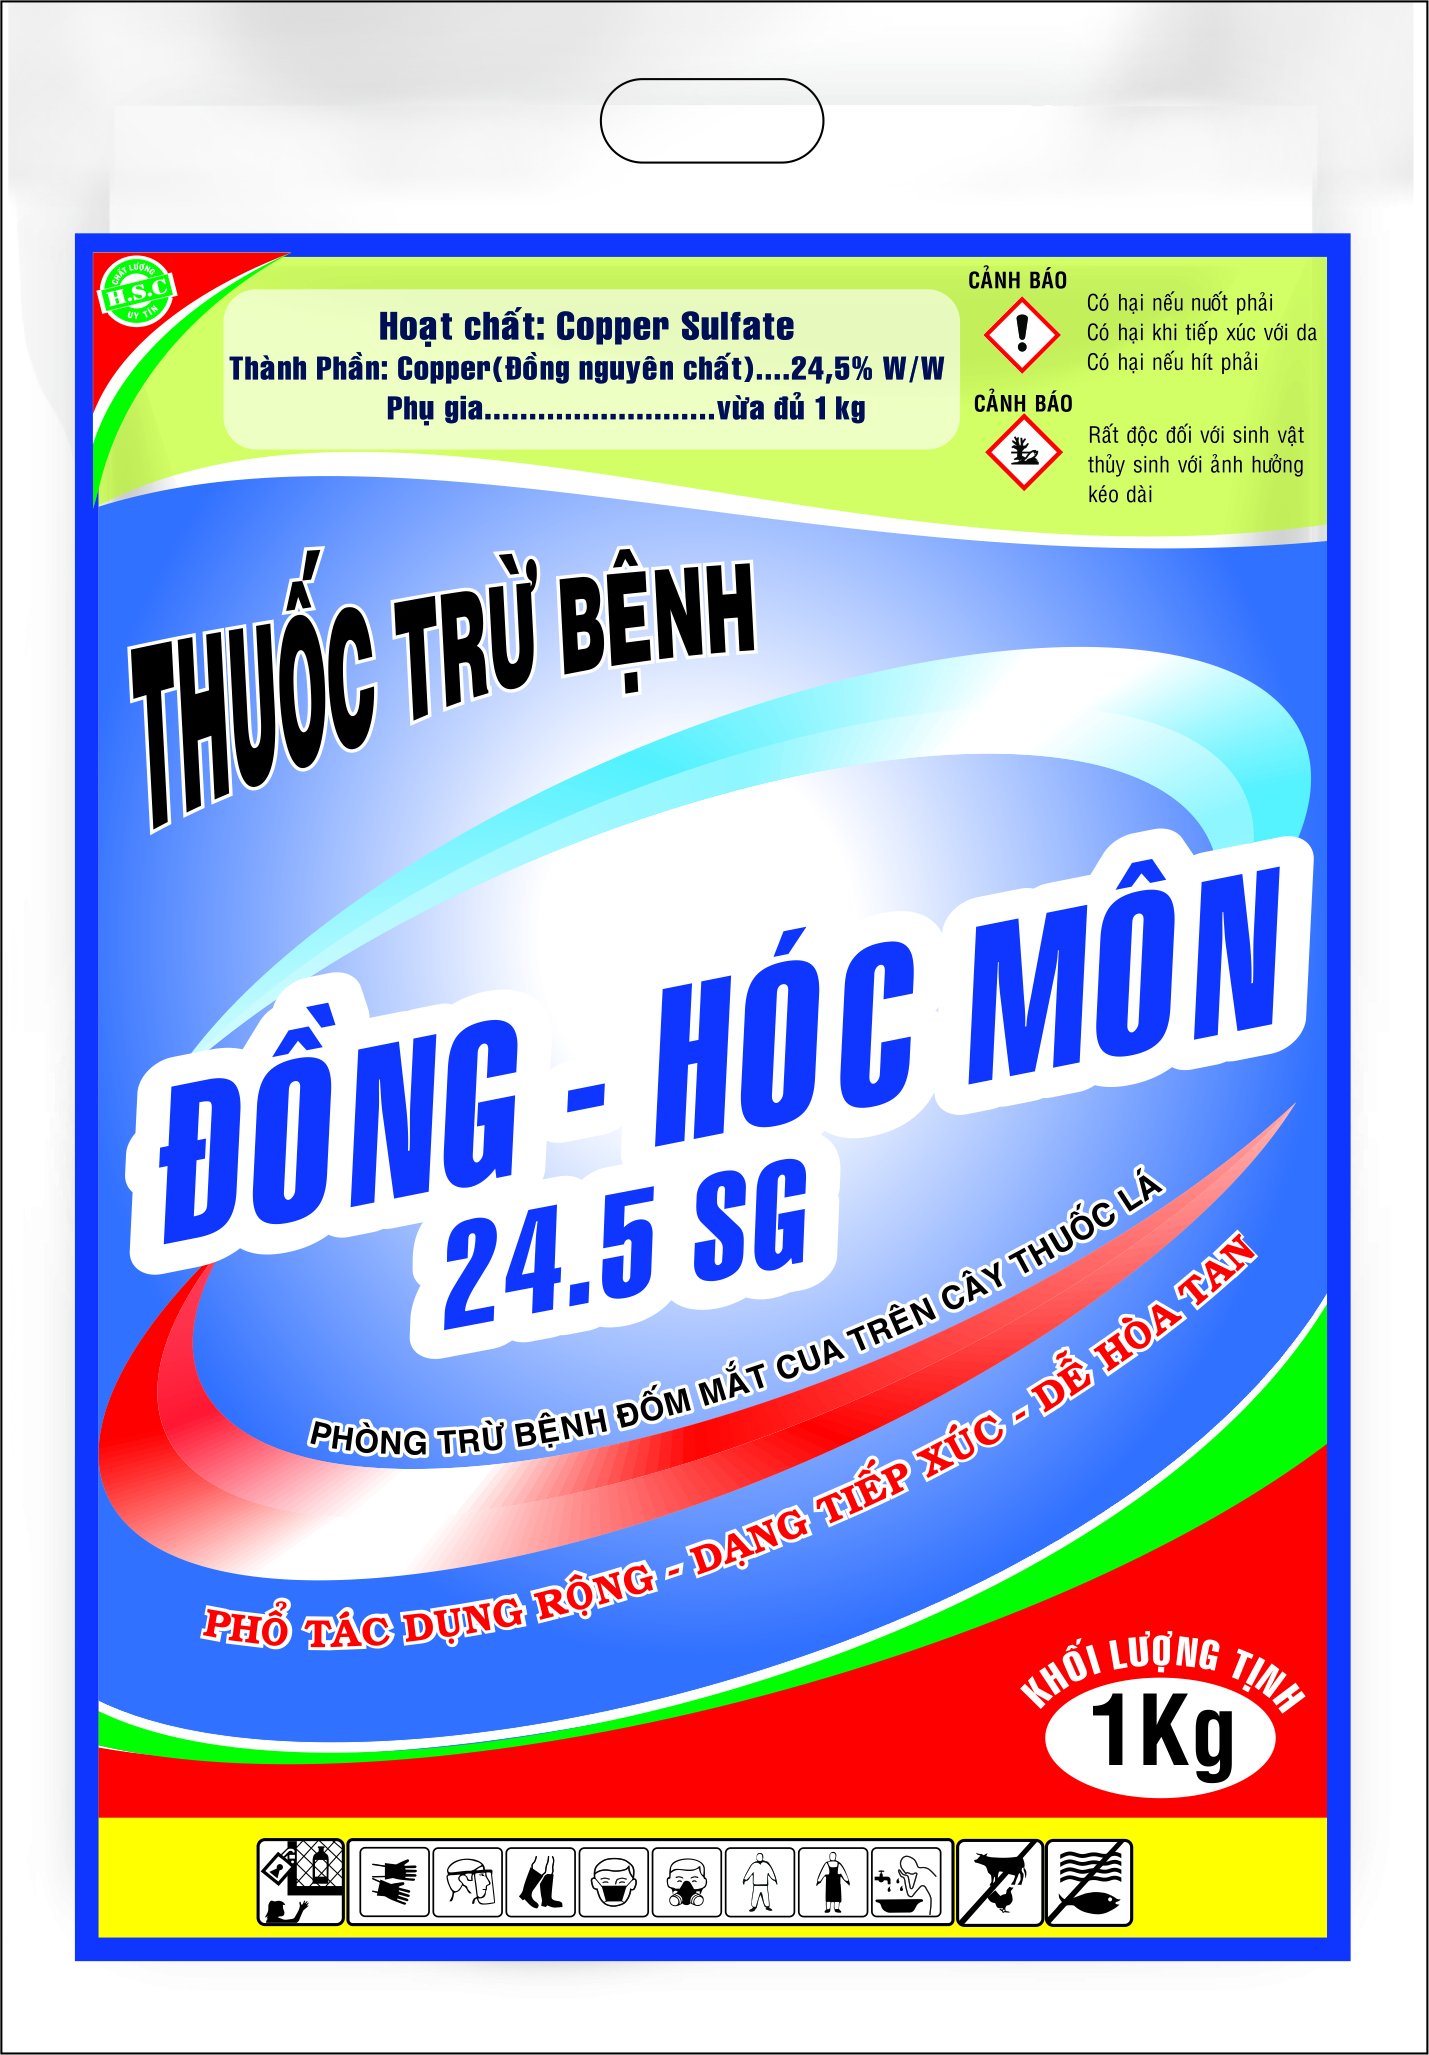 CHẤT LƯỢNG
H.S.C
UY TÍN
Hoạt chất: Copper Sulfate
Thành Phần: Copper(Đồng nguyên chất)....24,5% W/W
Phụ gia..........................vừa đủ 1 kg
CẢNH BÁO
Có hại nếu nuốt phải
Có hại khi tiếp xúc với da
Có hại nếu hít phải
CẢNH BÁO
Rất độc đối với sinh vật
thủy sinh với ảnh hưởng
kéo dài
THUỐC TRỪ BỆNH
ĐỒNG - HÓC MÔN
24.5 SG
PHÒNG TRỪ BỆNH ĐỐM MẮT CUA TRÊN CÂY THUỐC LÁ
PHỔ TÁC DỤNG RỘNG - DẠNG TIẾP XÚC - DỄ HÒA TAN
KHỐI LƯỢNG TỊNH
1Kg